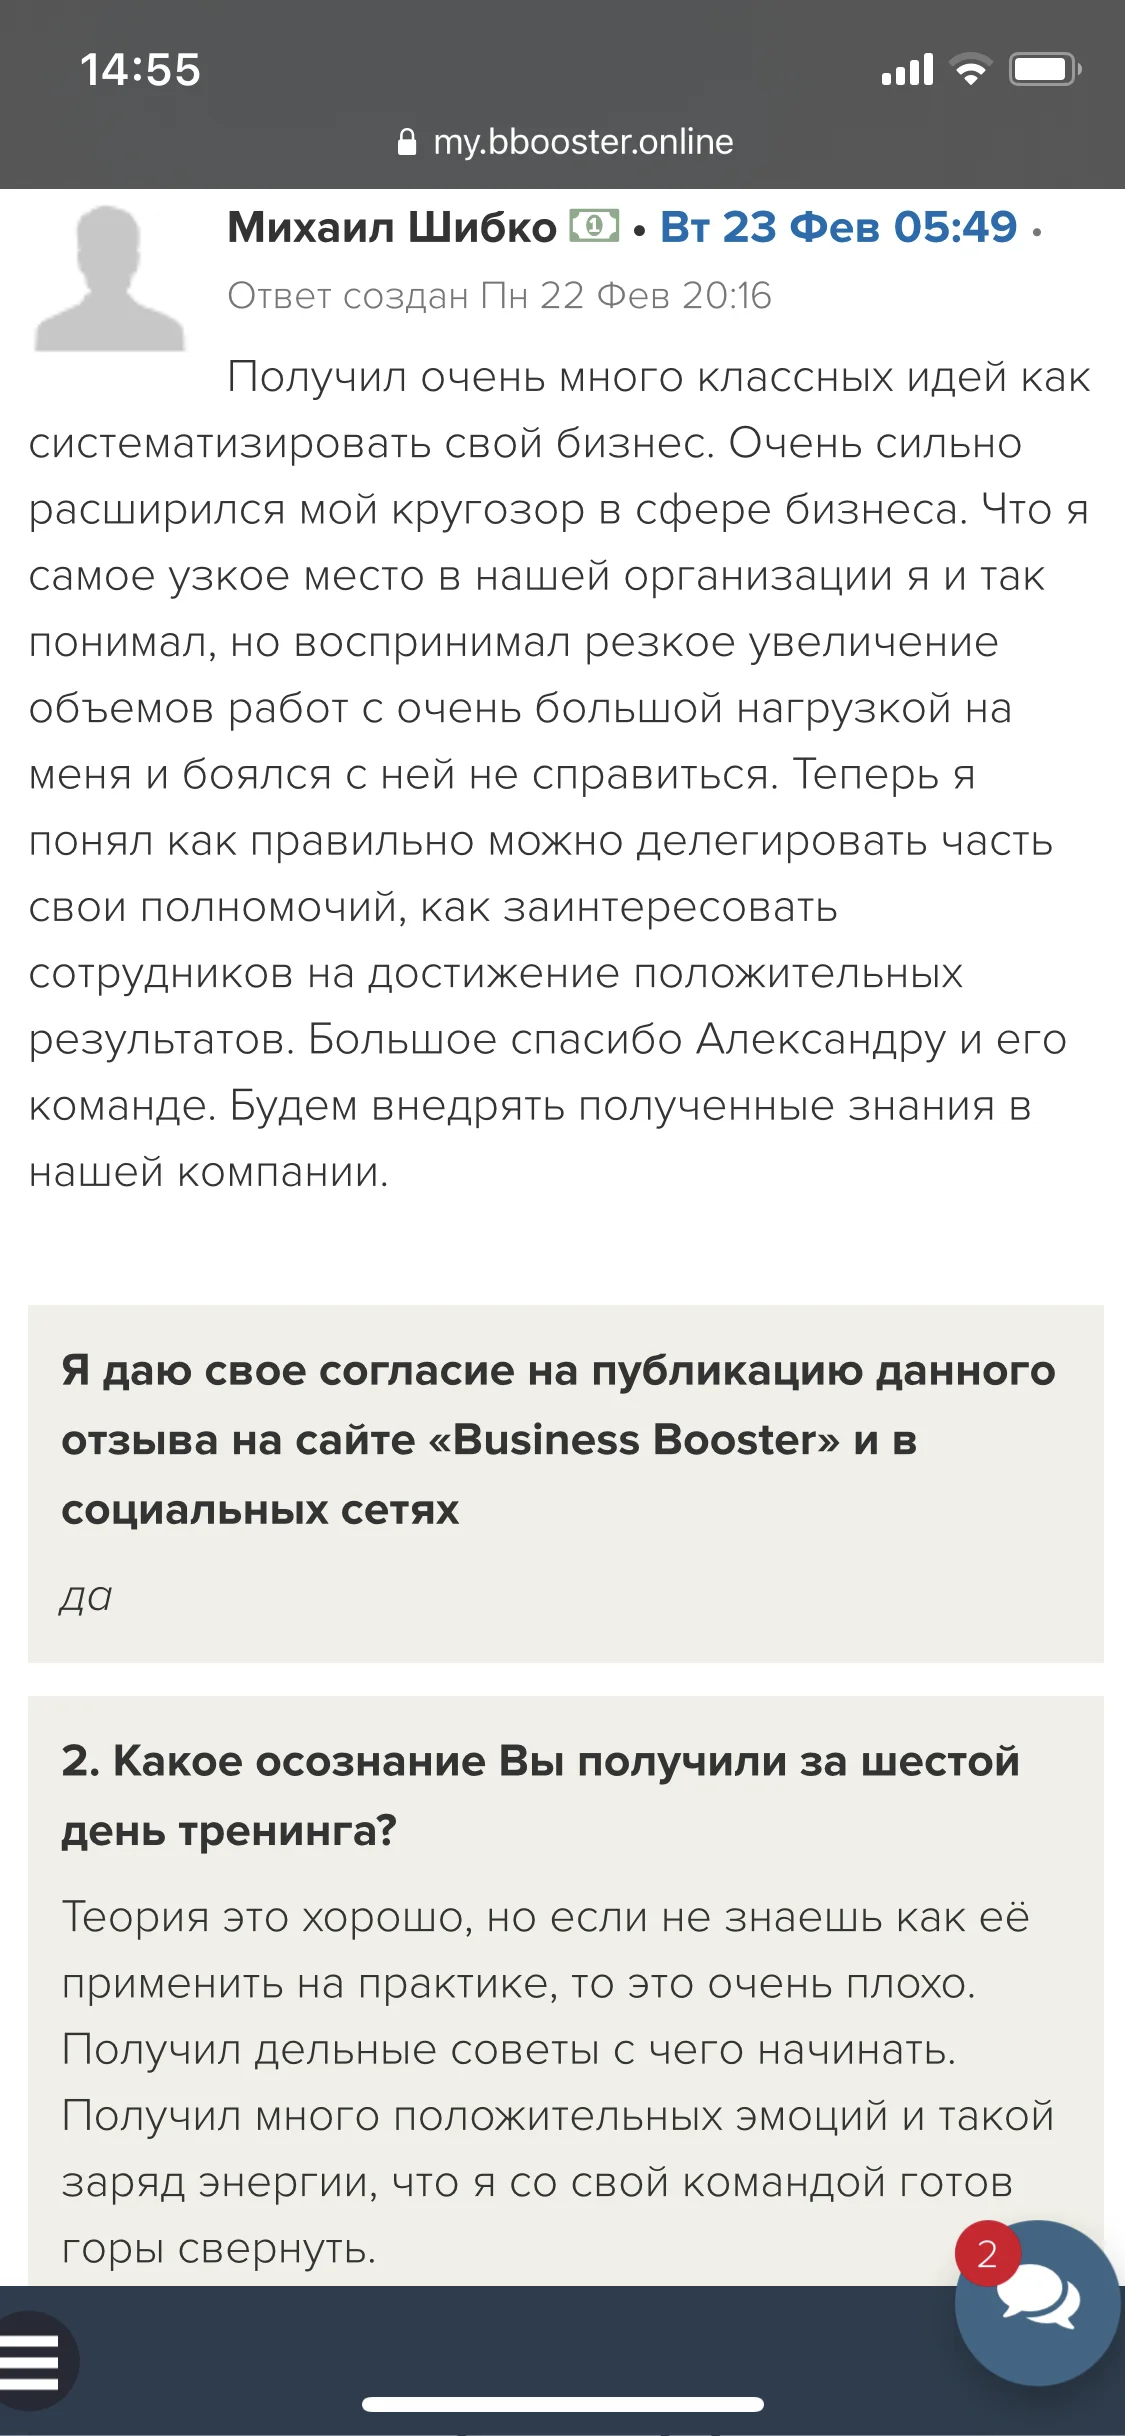 14:55
my.bbooster.online
Михаил Шибко 1 • Вт 23 Фев 05:49 •
Ответ создан Пн 22 Фев 20:16
Получил очень много классных идей как
систематизировать свой бизнес. Очень сильно
расширился мой кругозор в сфере бизнеса. Что я
самое узкое место в нашей организации я и так
понимал, но воспринимал резкое увеличение
объемов работ с очень большой нагрузкой на
меня и боялся с ней не справиться. Теперь я
понял как правильно можно делегировать часть
свои полномочий, как заинтересовать
сотрудников на достижение положительных
результатов. Большое спасибо Александру и его
команде. Будем внедрять полученные знания в
нашей компании.
Я даю свое согласие на публикацию данного
отзыва на сайте «Business Booster» и в
социальных сетях
да
2. Какое осознание Вы получили за шестой
день тренинга?
Теория это хорошо, но если не знаешь как её
применить на практике, то это очень плохо.
Получил дельные советы с чего начинать.
Получил много положительных эмоций и такой
заряд энергии, что я со свой командой готов
горы свернуть.
2